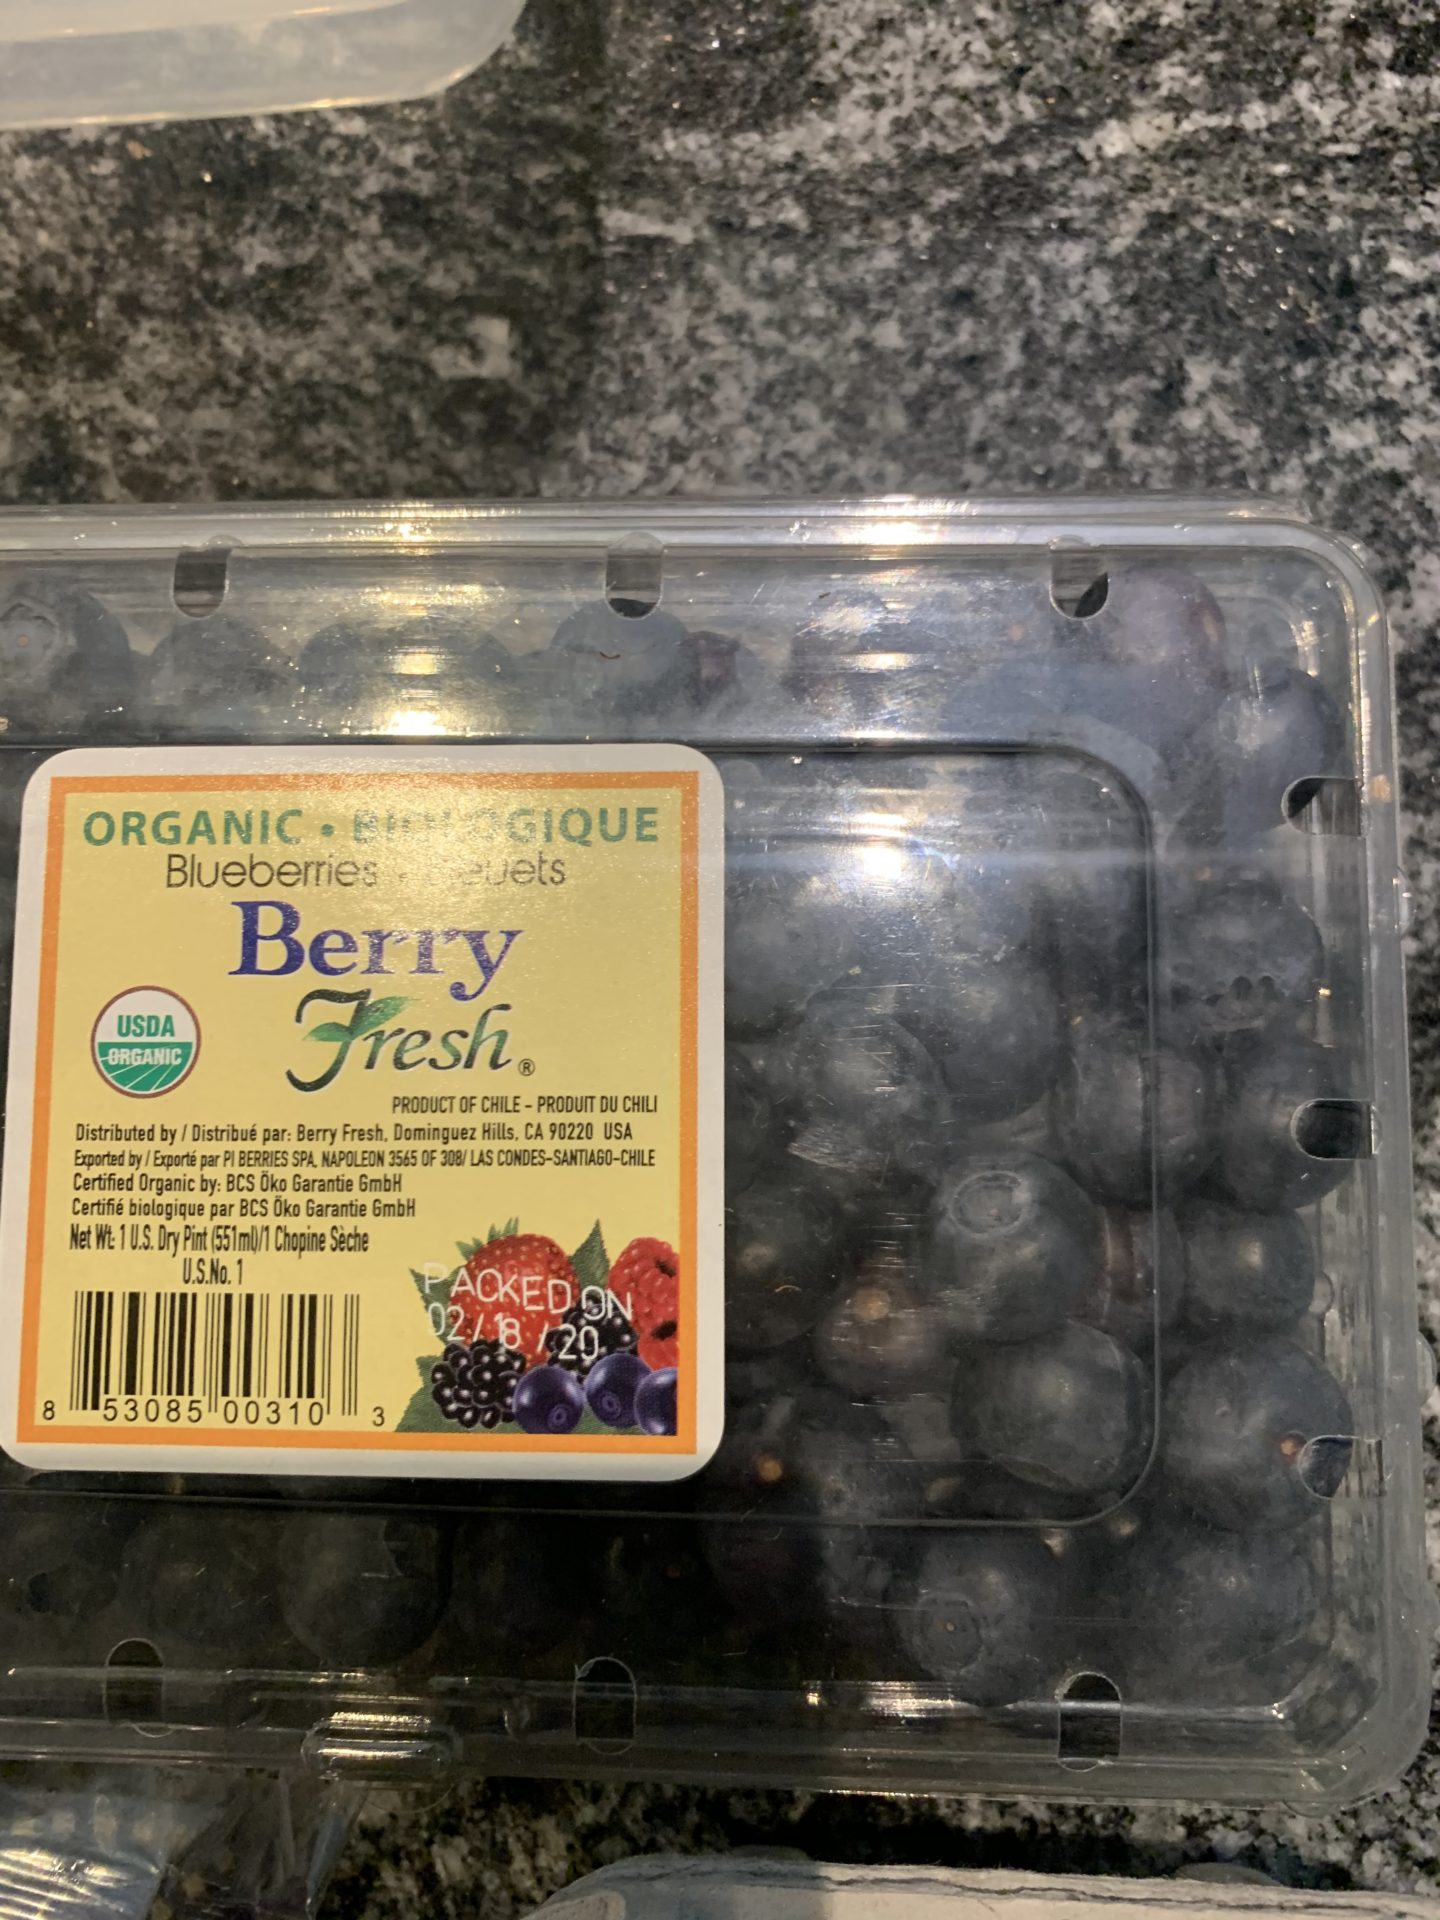 ORGANIC • BIOLOGIQUE
Blueberries
Berry
Fresh®
USDA
ORGANIC
PRODUCT OF CHILE - PRODUIT DU CHILI
Distributed by / Distribué par: Berry Fresh, Dominguez Hills, CA 90220 USA
Exported by / Exporté par PI BERRIES SPA, NAPOLEON 3565 OF 308/ LAS CONDES-SANTIAGO-CHILE
Certified Organic by: BCS Öko Garantie GmbH
Certifié biologique par BCS Öko Garantie GmbH
Net Wt: 1 U.S. Dry Pint (551ml)/1 Chopine Sèche
U.S.No. 1
PACKED ON
02/18/20
8 53085 00310 3